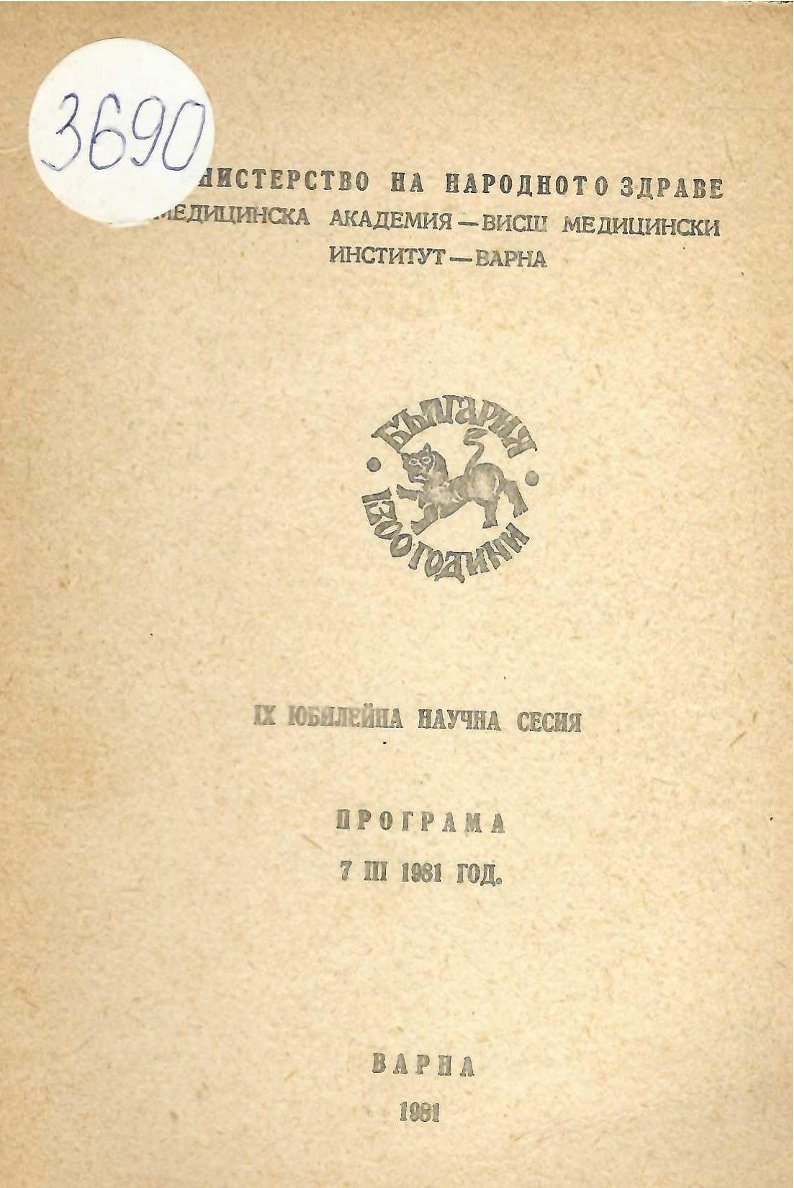 3690
НИСТЕРСТВО НА НАРОДНОТО ЗДРАВЕ
МЕДИЦИНСКА АКАДЕМИЯ — ВИСШ МЕДИЦИНСКИ
ИНСТИТУТ — ВАРНА
БЪЛГАРИЯ
1300 ГОДИНИ
IX ЮБИЛЕЙНА НАУЧНА СЕСИЯ
ПРОГРАМА
7 III 1981 ГОД.
ВАРНА
1981